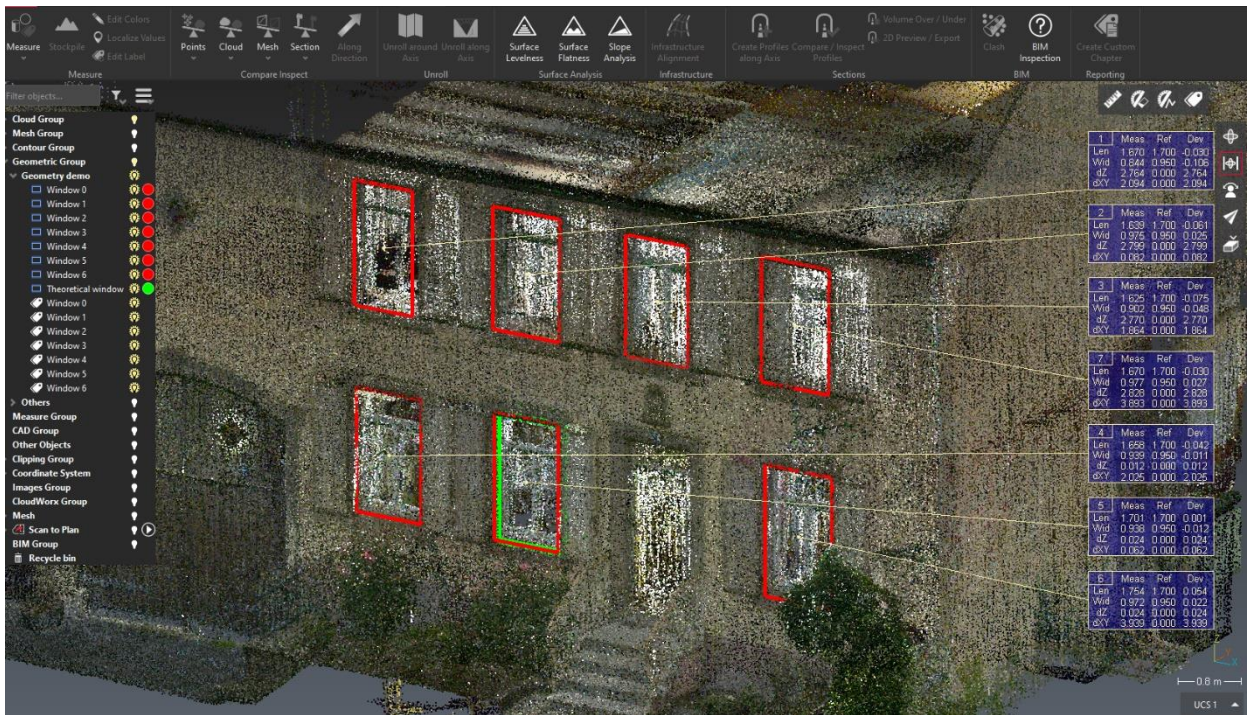 Edit Colors
Localize Values
Edit Label
Measure Stockpile
Measure
Points Cloud Mesh Section Along Direction
Compare Inspect
Unroll around Axis Unroll along Axis
Unroll
Surface Levelness Surface Flatness Slope Analysis
Surface Analysis
Infrastructure Alignment
Infrastructure
Create Profiles along Axis Compare / Inspect Profiles
Volume Over / Under
2D Preview / Export
Sections
Clash BIM Inspection
BIM
Create Custom Chapter
Reporting
Filter objects...
Cloud Group
Mesh Group
Contour Group
Geometric Group
Geometry demo
Window 0
Window 1
Window 2
Window 3
Window 4
Window 5
Window 6
Theoretical window
Window 0
Window 1
Window 2
Window 3
Window 4
Window 5
Window 6
Others
Measure Group
CAD Group
Other Objects
Clipping Group
Coordinate System
Images Group
CloudWorx Group
Mesh
Scan to Plan
BIM Group
Recycle bin
1 Meas Ref Dev
Len 1.670 1.700 -0.030
Wid 0.844 0.950 -0.106
dZ 2.764 0.000 2.764
dXY 2.094 0.000 2.094
2 Meas Ref Dev
Len 1.639 1.700 -0.061
Wid 0.975 0.950 0.025
dZ 2.799 0.000 2.799
dXY 0.082 0.000 0.082
3 Meas Ref Dev
Len 1.625 1.700 -0.075
Wid 0.902 0.950 -0.048
dZ 2.770 0.000 2.770
dXY 1.864 0.000 1.864
7 Meas Ref Dev
Len 1.670 1.700 -0.030
Wid 0.977 0.950 0.027
dZ 2.828 0.000 2.828
dXY 3.893 0.000 3.893
4 Meas Ref Dev
Len 1.658 1.700 -0.042
Wid 0.939 0.950 -0.011
dZ 0.012 0.000 0.012
dXY 2.025 0.000 2.025
5 Meas Ref Dev
Len 1.701 1.700 0.001
Wid 0.938 0.950 -0.012
dZ 0.024 0.000 0.024
dXY 0.062 0.000 0.062
6 Meas Ref Dev
Len 1.754 1.700 0.054
Wid 0.972 0.950 0.022
dZ 0.024 0.000 0.024
dXY 3.939 0.000 3.939
0.8 m
UCS 1